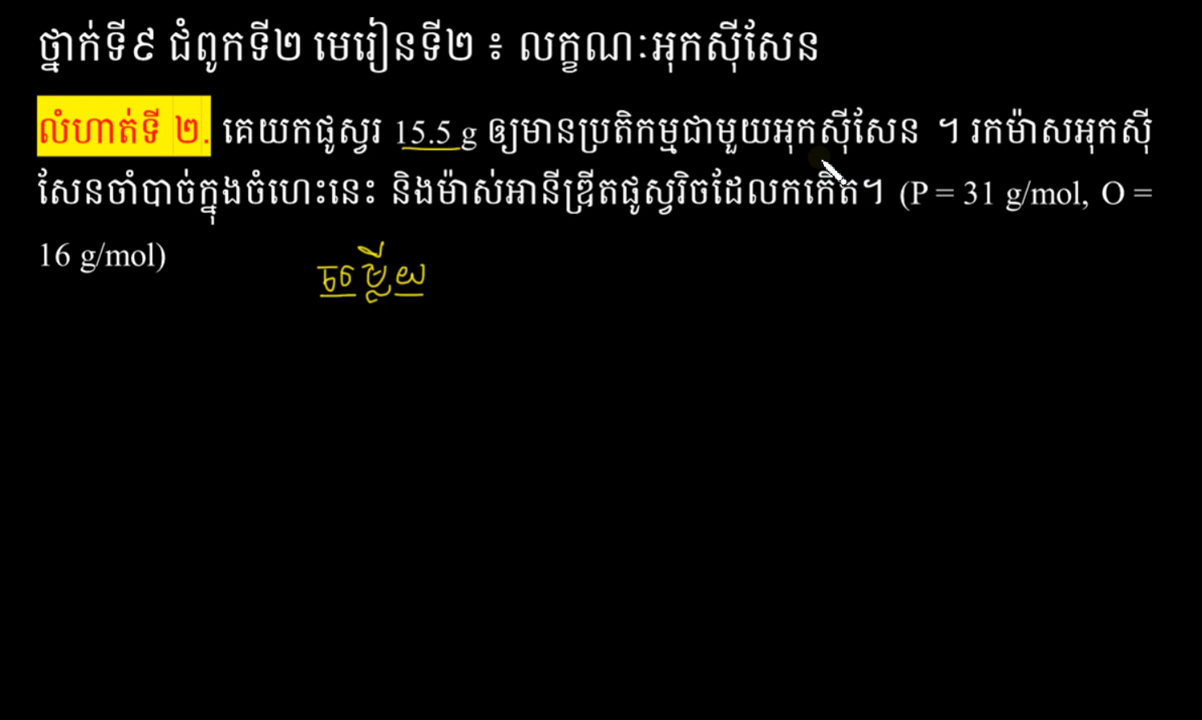 ថ្នាក់ទី៩ ជំពូកទី២ មេរៀនទី២ ៖ លក្ខណៈអុកស៊ីសែន
លំហាត់ទី ២. គេយកផូស្វរ 15.5 g ឲ្យមានប្រតិកម្មជាមួយអុកស៊ីសែន ។ រកម៉ាសអុកស៊ី
សែនចាំបាច់ក្នុងចំហេះនេះ និងម៉ាស់អានីឌ្រីតផូស្វរិចដែលកកើត។ (P = 31 g/mol, O =
16 g/mol)
ចម្លើយ